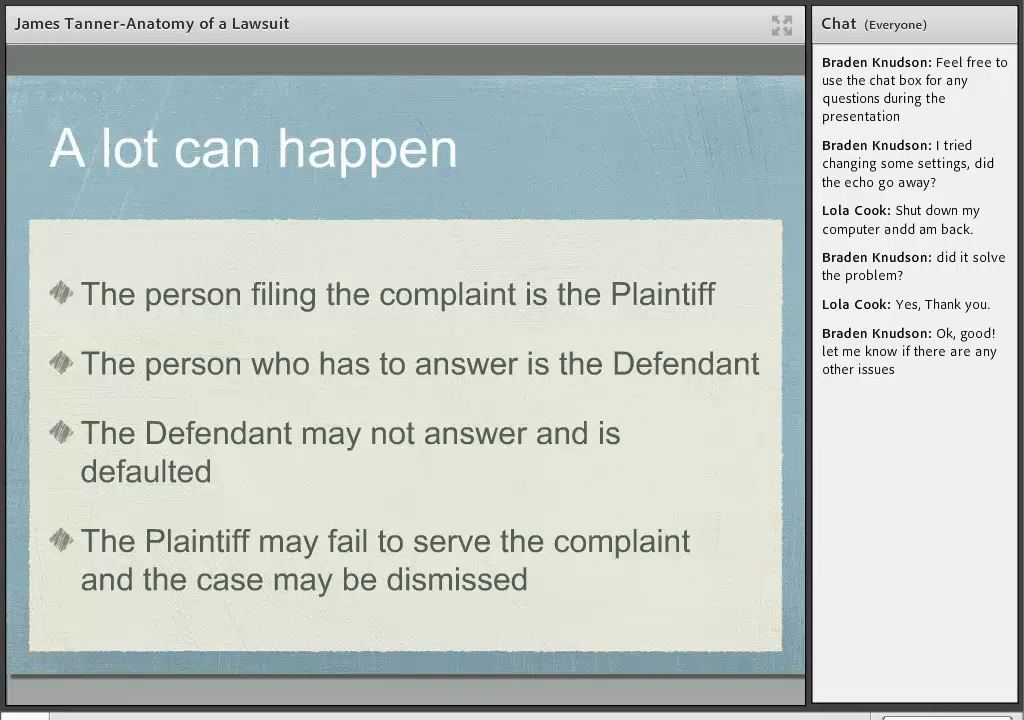 James Tanner-Anatomy of a Lawsuit
A lot can happen
The person filing the complaint is the Plaintiff
The person who has to answer is the Defendant
The Defendant may not answer and is
defaulted
The Plaintiff may fail to serve the complaint
and the case may be dismissed
Chat (Everyone)
Braden Knudson: Feel free to
use the chat box for any
questions during the
presentation
Braden Knudson: I tried
changing some settings, did
the echo go away?
Lola Cook: Shut down my
computer andd am back.
Braden Knudson: did it solve
the problem?
Lola Cook: Yes, Thank you.
Braden Knudson: Ok, good!
let me know if there are any
other issues